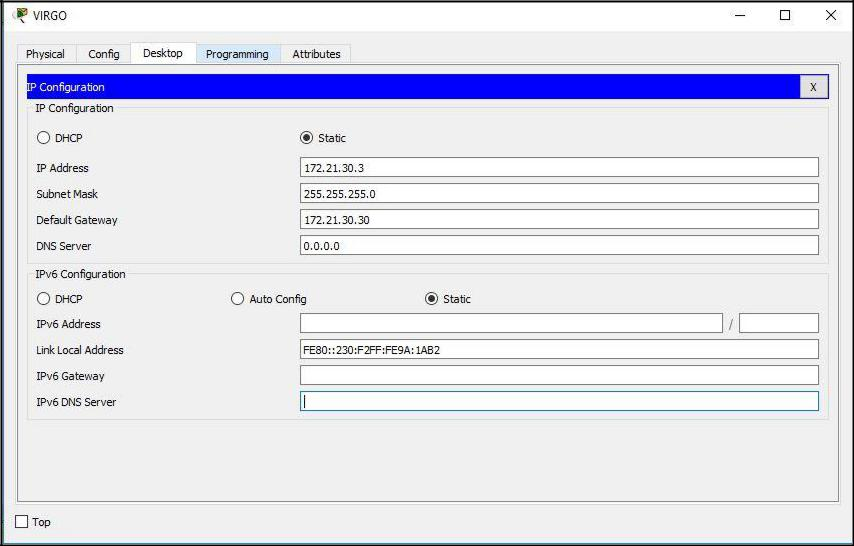 VIRGO
Physical Config Desktop Programming Attributes
IP Configuration X
IP Configuration
DHCP Static
IP Address 172.21.30.3
Subnet Mask 255.255.255.0
Default Gateway 172.21.30.30
DNS Server 0.0.0.0
IPv6 Configuration
DHCP Auto Config Static
IPv6 Address /
Link Local Address FE80::230:F2FF:FE9A:1AB2
IPv6 Gateway
IPv6 DNS Server
Top